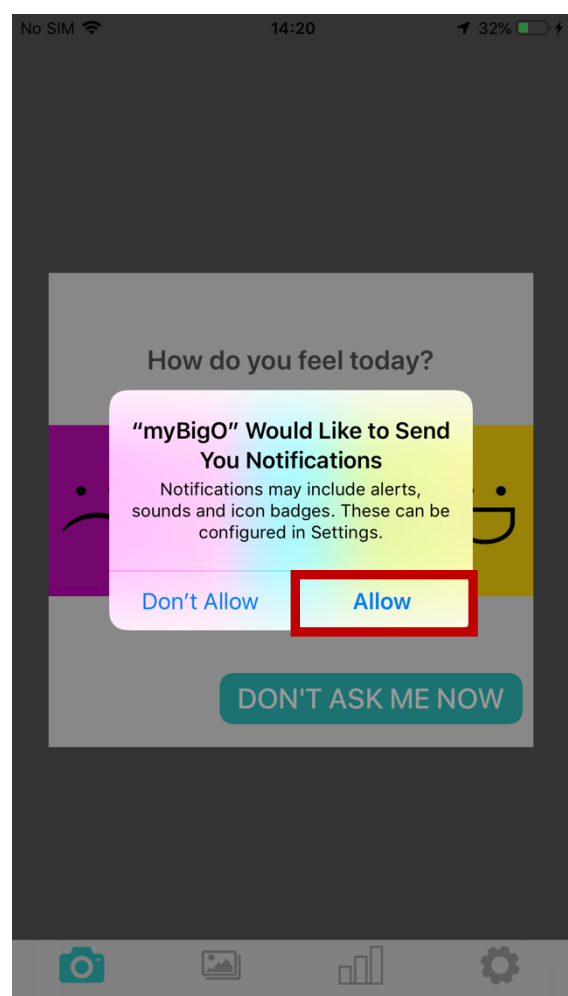 No SIM 14:20 32%
How do you feel today?
“myBigO” Would Like to Send
You Notifications
Notifications may include alerts,
sounds and icon badges. These can be
configured in Settings.
Don’t Allow Allow
DON'T ASK ME NOW